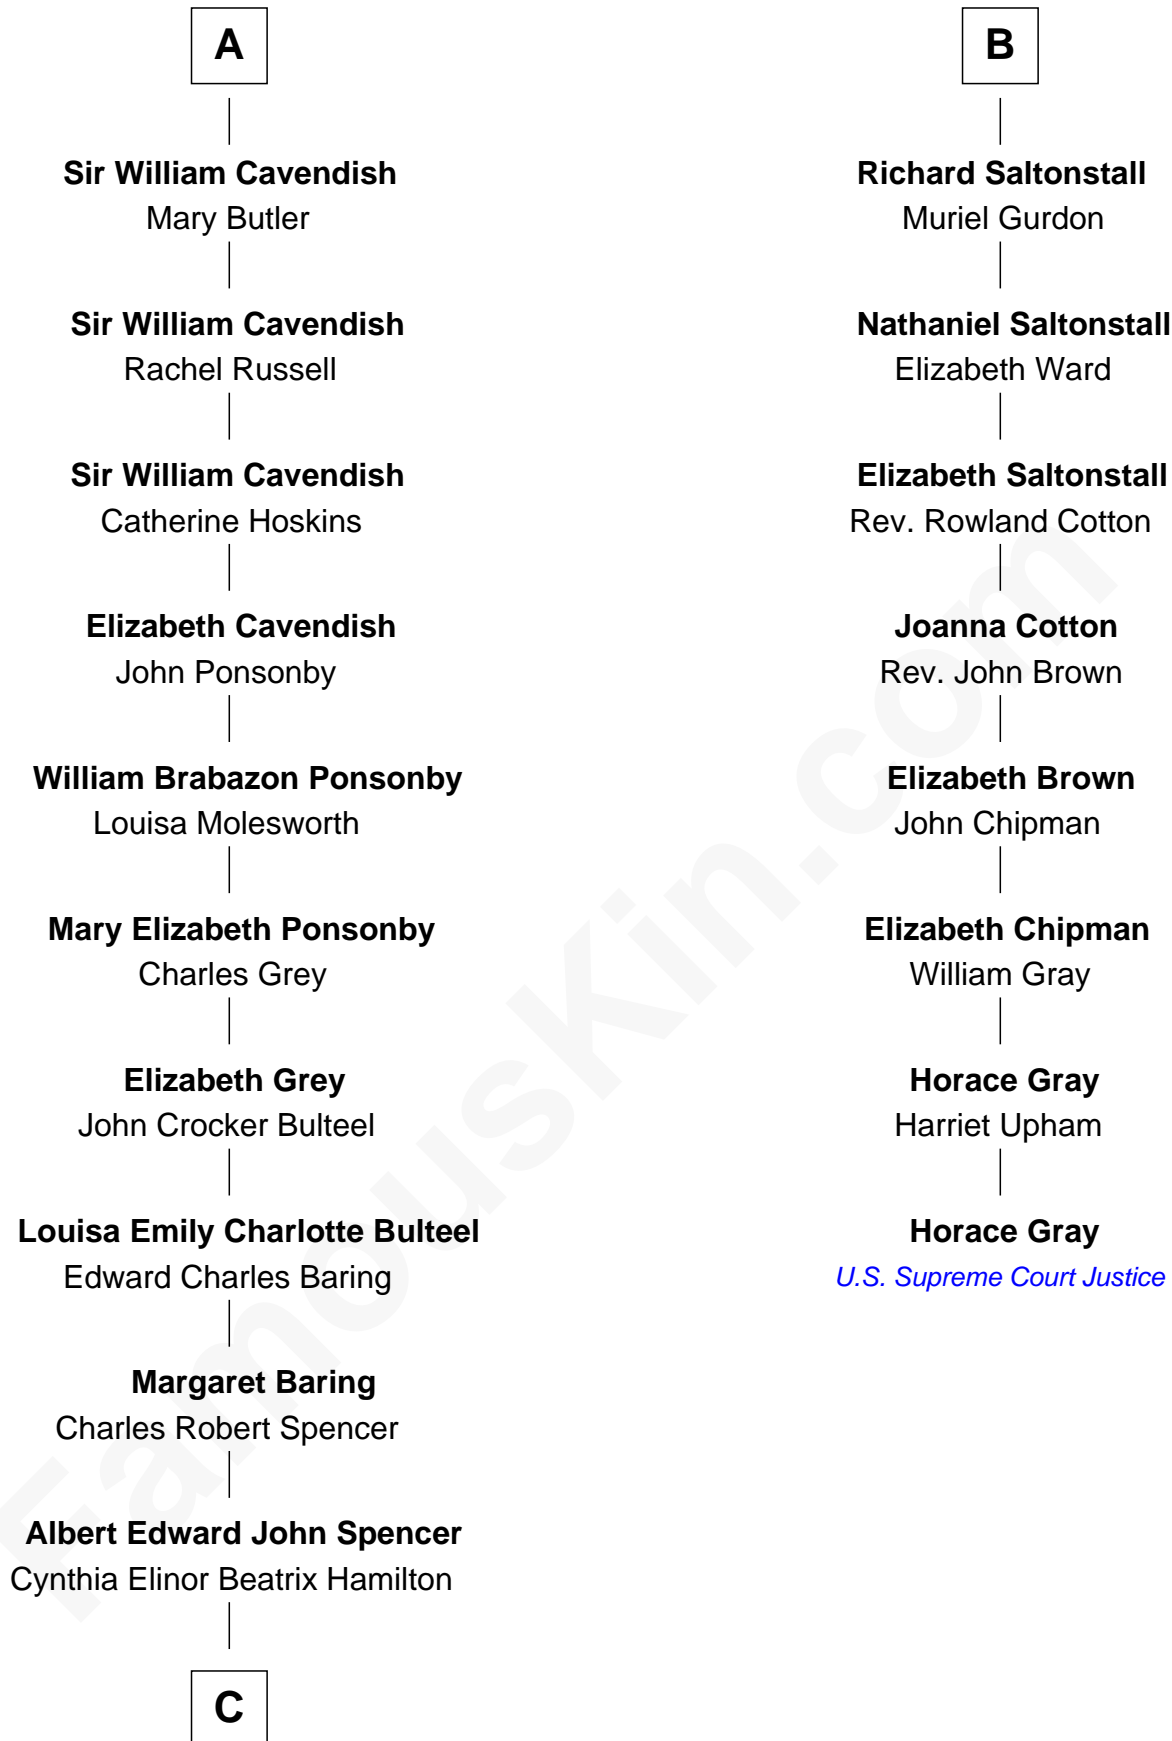 A
Sir William Cavendish
Mary Butler
Sir William Cavendish
Rachel Russell
Sir William Cavendish
Catherine Hoskins
Elizabeth Cavendish
John Ponsonby
William Brabazon Ponsonby
Louisa Molesworth
Mary Elizabeth Ponsonby
Charles Grey
Elizabeth Grey
John Crocker Bulteel
Louisa Emily Charlotte Bulteel
Edward Charles Baring
Margaret Baring
Charles Robert Spencer
Albert Edward John Spencer
Cynthia Elinor Beatrix Hamilton
C
B
Richard Saltonstall
Muriel Gurdon
Nathaniel Saltonstall
Elizabeth Ward
Elizabeth Saltonstall
Rev. Rowland Cotton
Joanna Cotton
Rev. John Brown
Elizabeth Brown
John Chipman
Elizabeth Chipman
William Gray
Horace Gray
Harriet Upham
Horace Gray
U.S. Supreme Court Justice
FamousKin.com